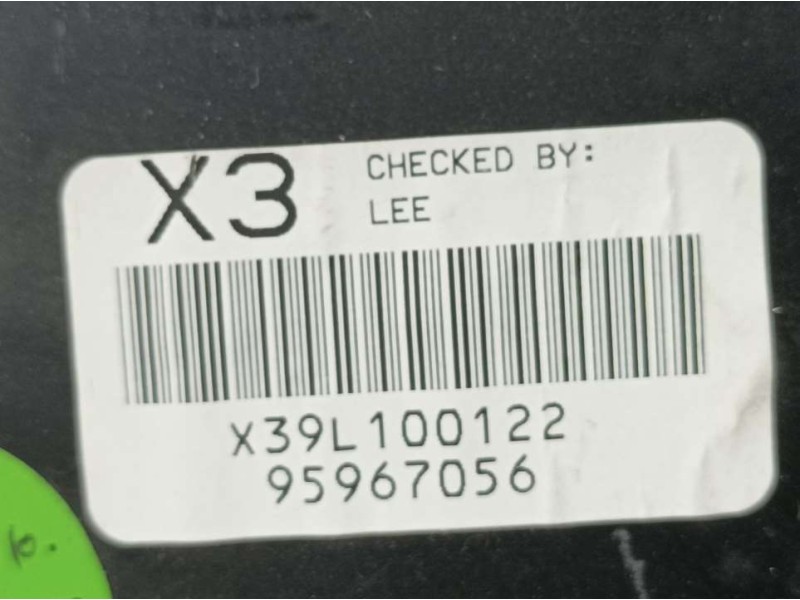 X3
CHECKED BY:
LEE
X39L100122
95967056